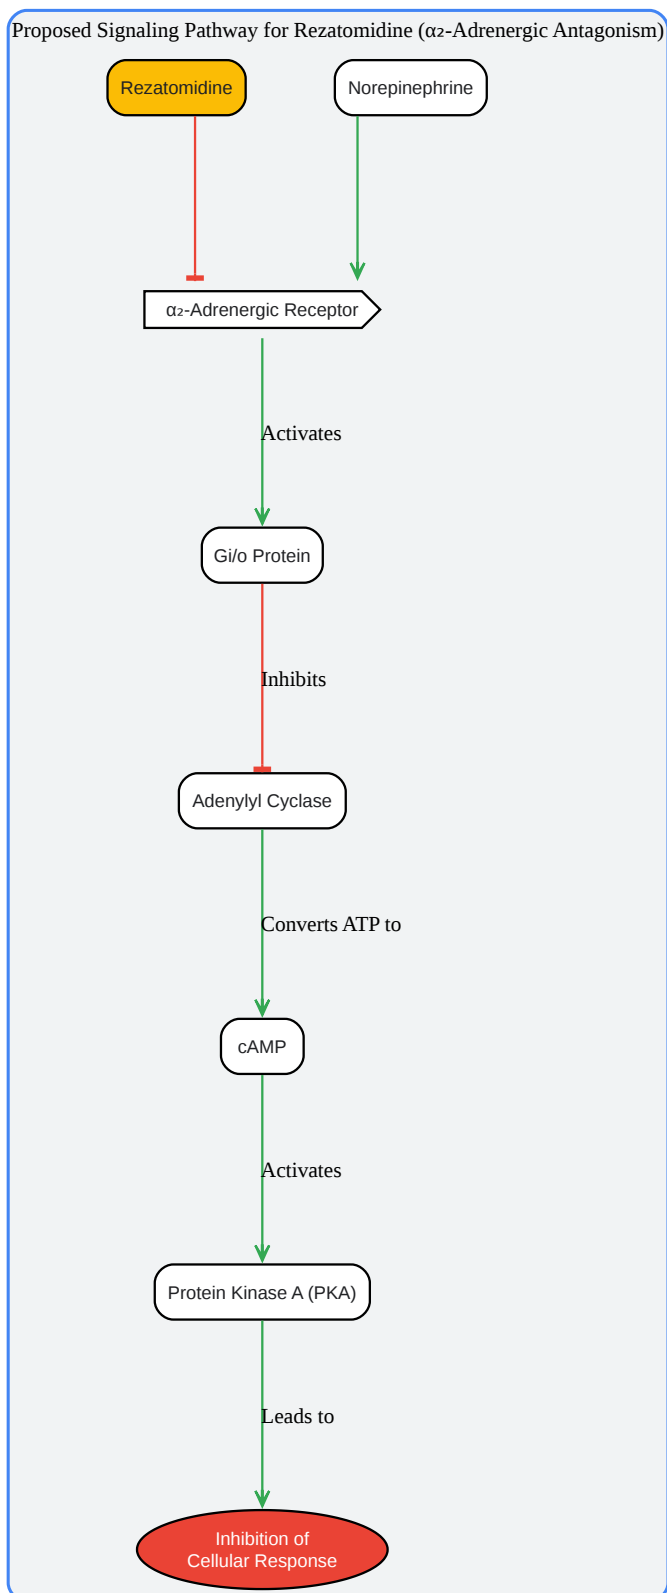 Proposed Signaling Pathway for Rezatomidine (α₂-Adrenergic Antagonism)
Rezatomidine
Norepinephrine
α₂-Adrenergic Receptor
Activates
Gi/o Protein
Inhibits
Adenylyl Cyclase
Converts ATP to
cAMP
Activates
Protein Kinase A (PKA)
Leads to
Inhibition of
Cellular Response